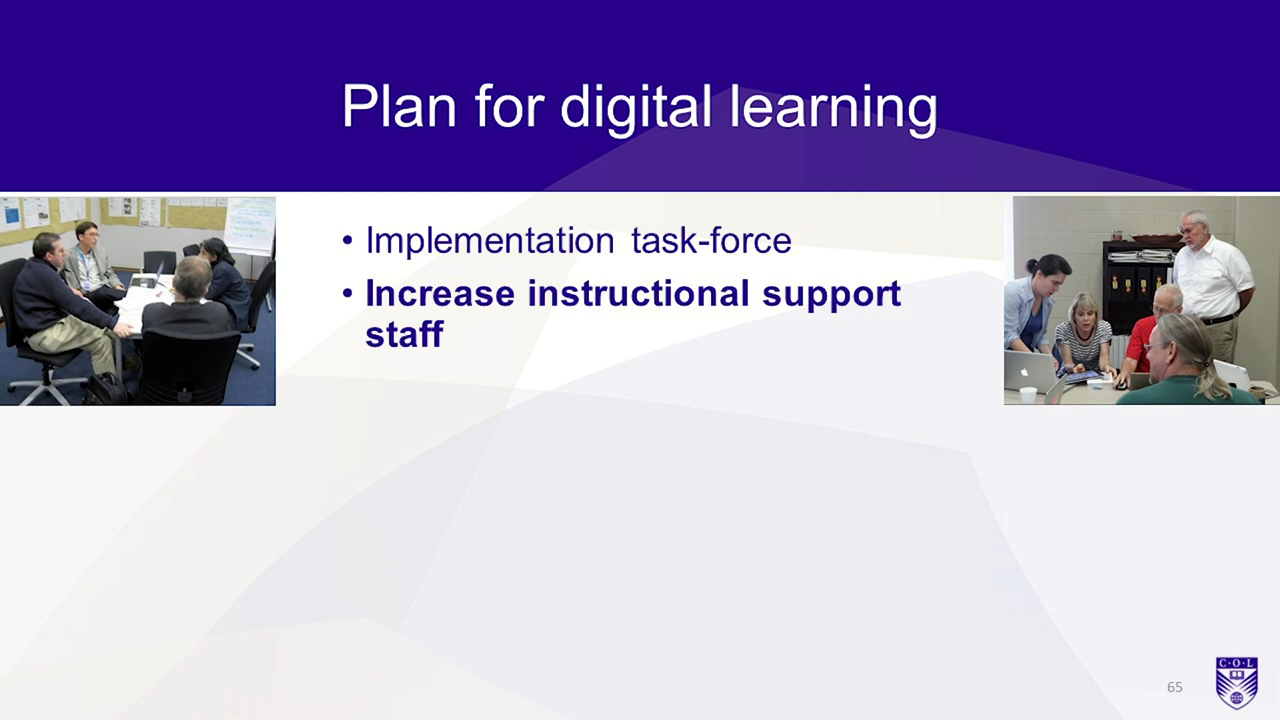 Plan for digital learning
• Implementation task-force
• Increase instructional support
staff
65
C·O·L